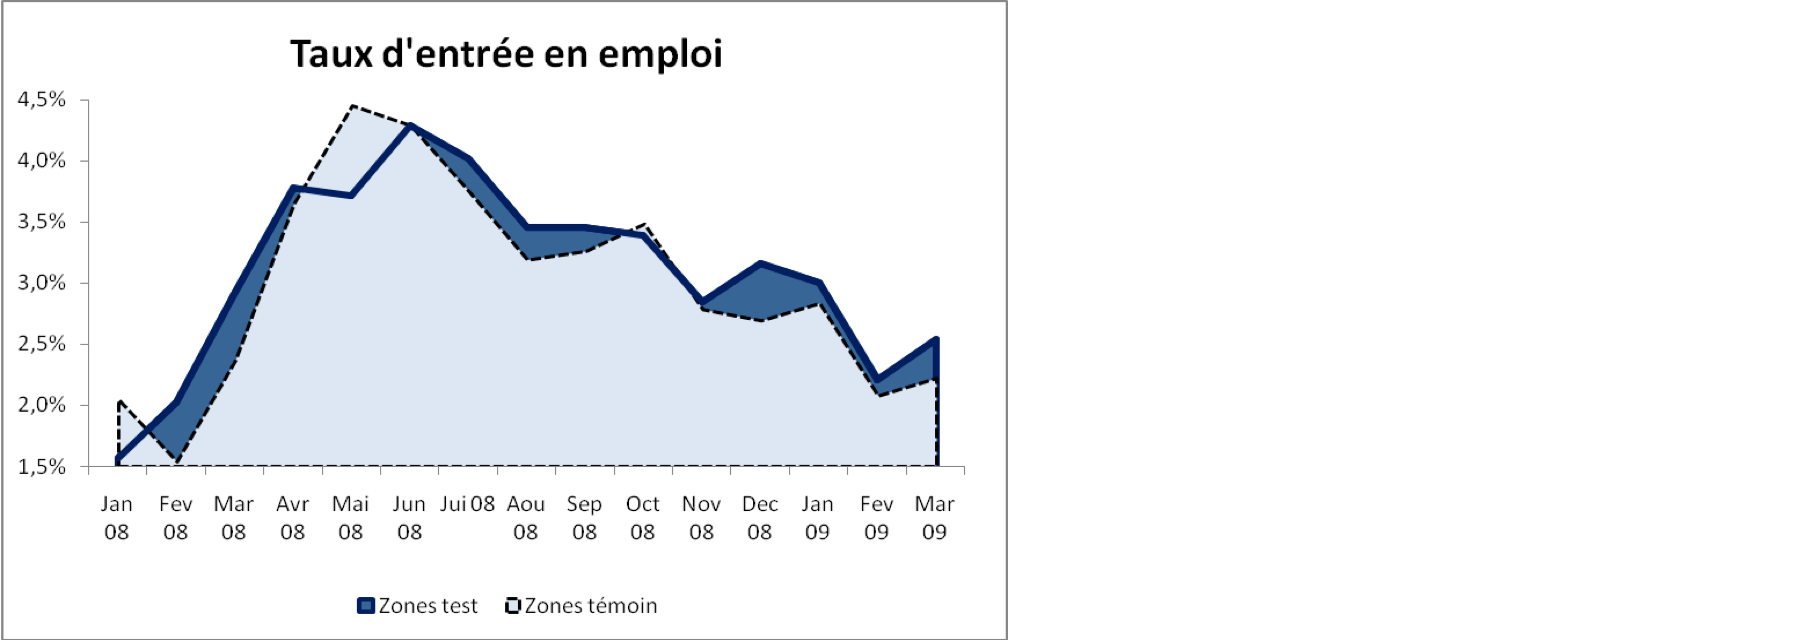 Taux d'entrée en emploi
4,5%
4,0%
3,5%
3,0%
2,5%
2,0%
1,5%
Jan Fev Mar Avr Mai Jun Jui 08 Aou Sep Oct Nov Dec Jan Fev Mar
08 08 08 08 08 08 08 08 08 08 08 09 09 09
Zones test Zones témoin